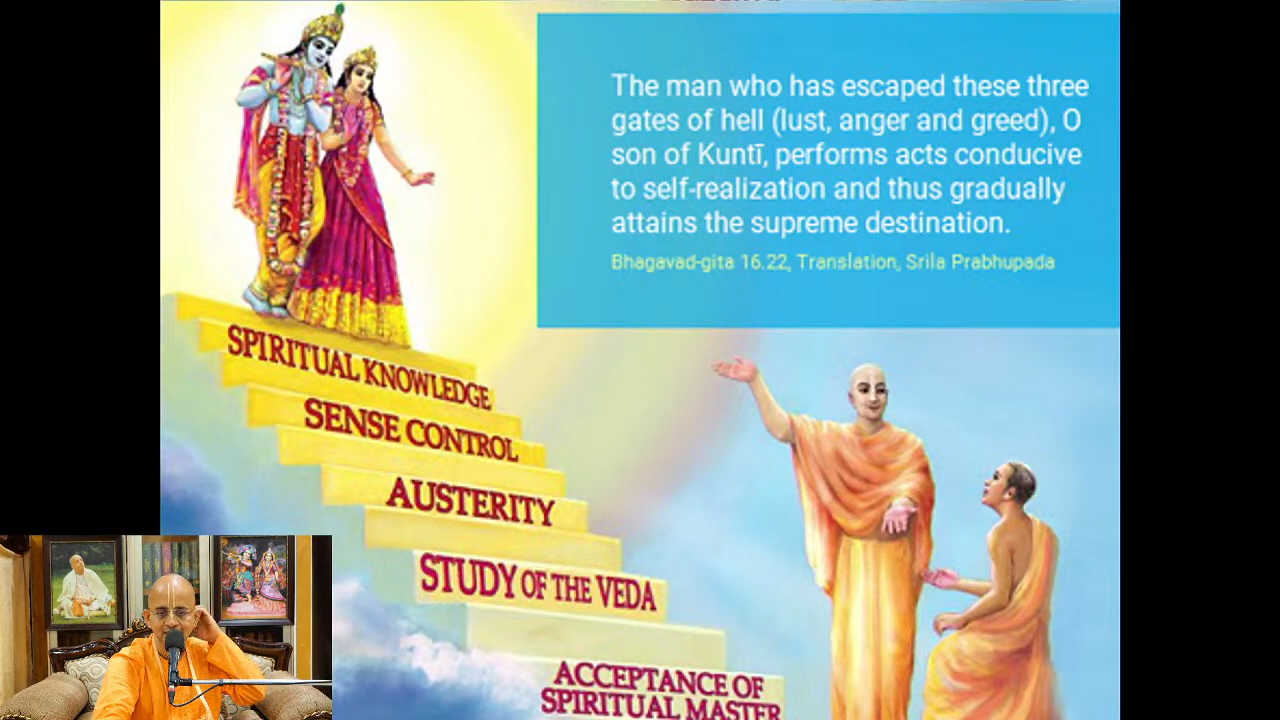 The man who has escaped these three
gates of hell (lust, anger and greed), O
son of Kuntī, performs acts conducive
to self-realization and thus gradually
attains the supreme destination.
Bhagavad-gita 16.22, Translation, Srila Prabhupada
SPIRITUAL KNOWLEDGE
SENSE CONTROL
AUSTERITY
STUDY OF THE VEDA
ACCEPTANCE OF
SPIRITUAL MASTER